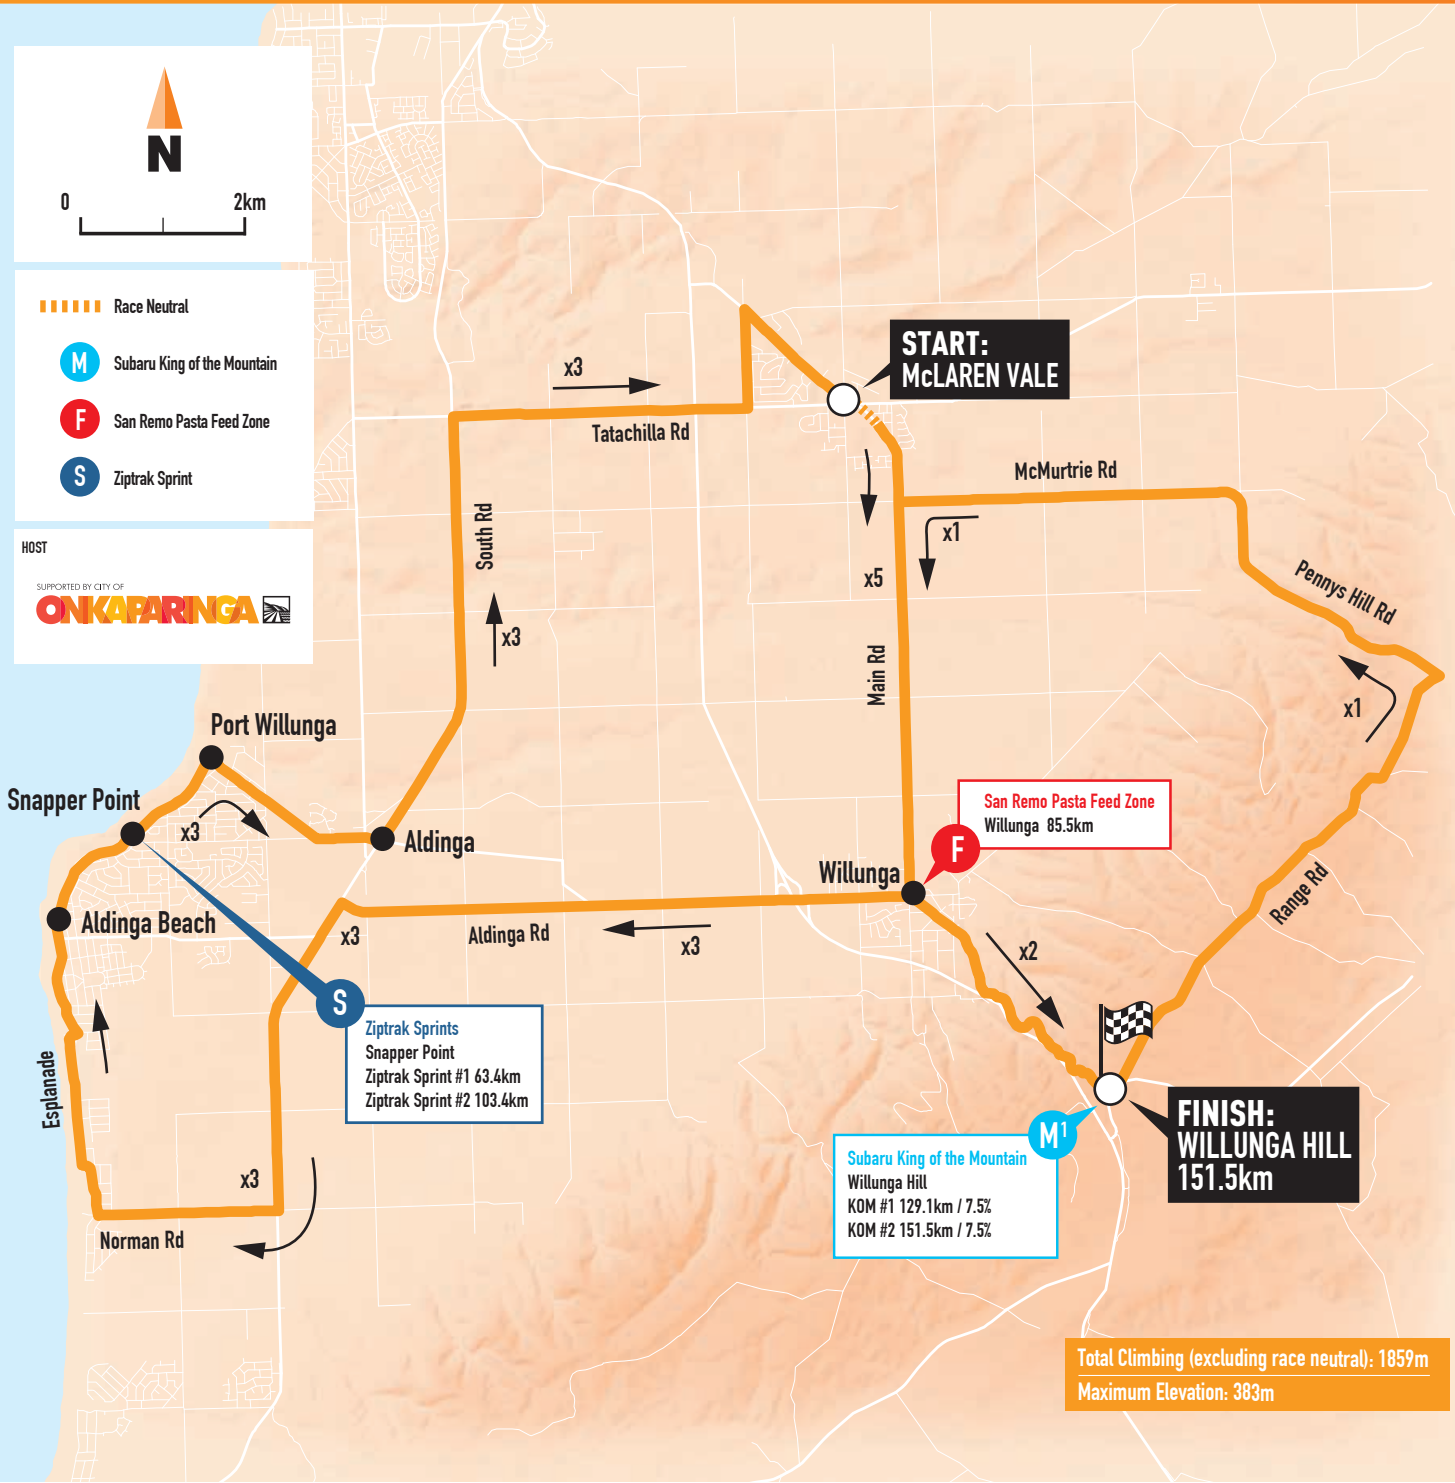 N
0 2km
Race Neutral
M Subaru King of the Mountain
F San Remo Pasta Feed Zone
S Ziptrak Sprint
HOST
SUPPORTED BY CITY OF
ONKAPARINGA
START:
McLAREN VALE
x3
Tatachilla Rd
McMurtrie Rd
x1
x5
South Rd
x3
Pennys Hill Rd
x1
Main Rd
Port Willunga
Snapper Point
x3
Aldinga
San Remo Pasta Feed Zone
Willunga 85.5km
F
Willunga
Range Rd
Aldinga Beach
x3
Aldinga Rd
x3
x2
S
Ziptrak Sprints
Snapper Point
Ziptrak Sprint #1 63.4km
Ziptrak Sprint #2 103.4km
Esplanade
x3
Norman Rd
M1
Subaru King of the Mountain
Willunga Hill
KOM #1 129.1km / 7.5%
KOM #2 151.5km / 7.5%
FINISH:
WILLUNGA HILL
151.5km
Total Climbing (excluding race neutral): 1859m
Maximum Elevation: 383m